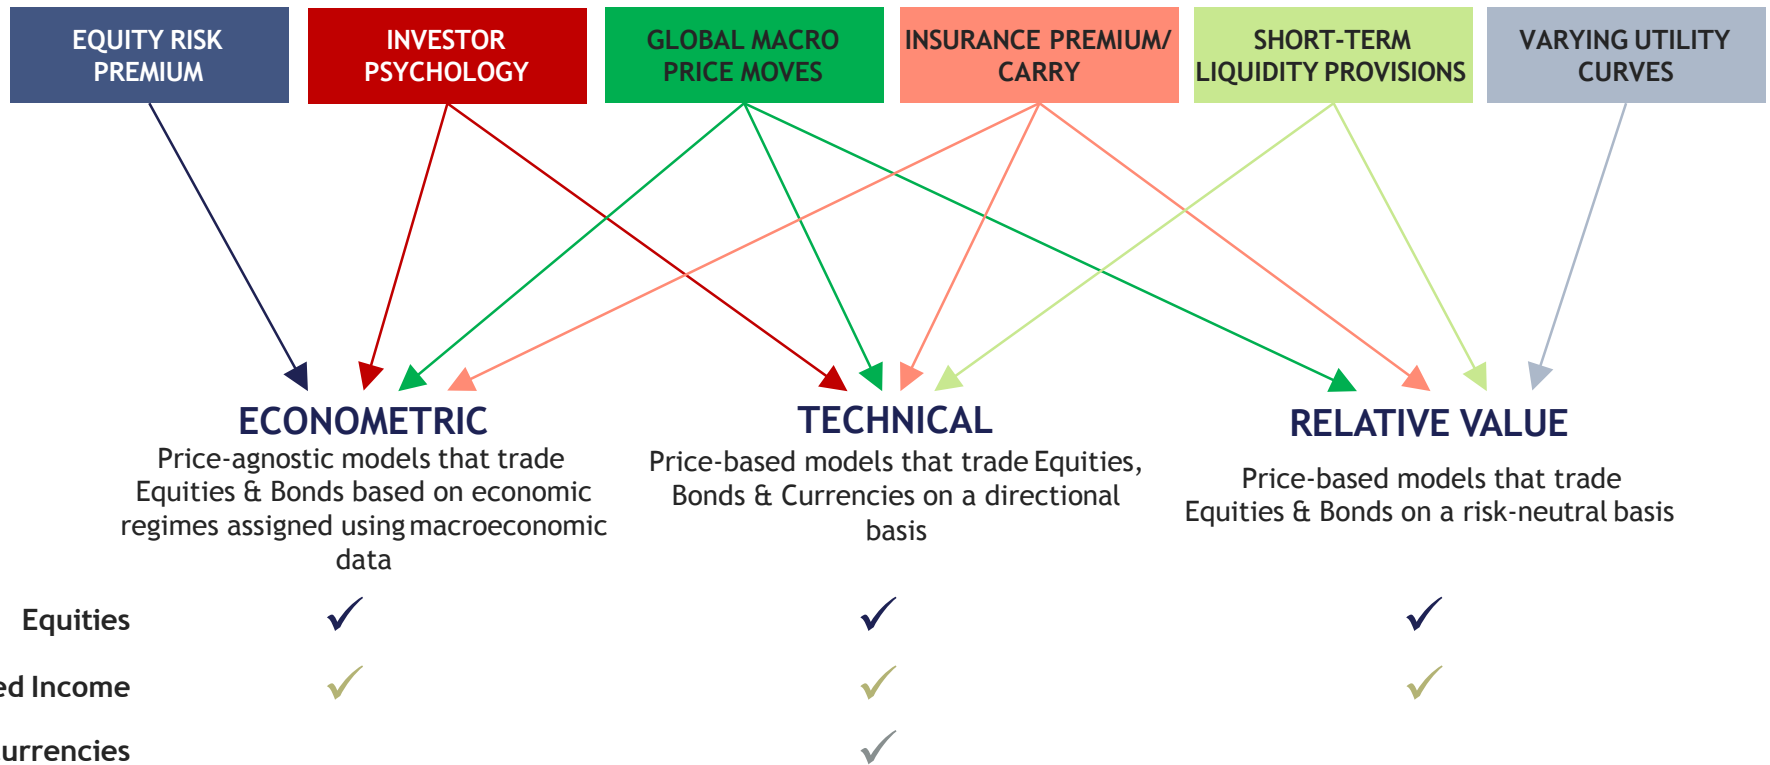 EQUITY RISK
PREMIUM
INVESTOR
PSYCHOLOGY
GLOBAL MACRO
PRICE MOVES
INSURANCE PREMIUM/
CARRY
SHORT-TERM
LIQUIDITY PROVISIONS
VARYING UTILITY
CURVES
ECONOMETRIC
Price-agnostic models that trade
Equities & Bonds based on economic
regimes assigned using macroeconomic
data
TECHNICAL
Price-based models that trade Equities,
Bonds & Currencies on a directional
basis
RELATIVE VALUE
Price-based models that trade
Equities & Bonds on a risk-neutral basis
Equities
ed Income
urrencies